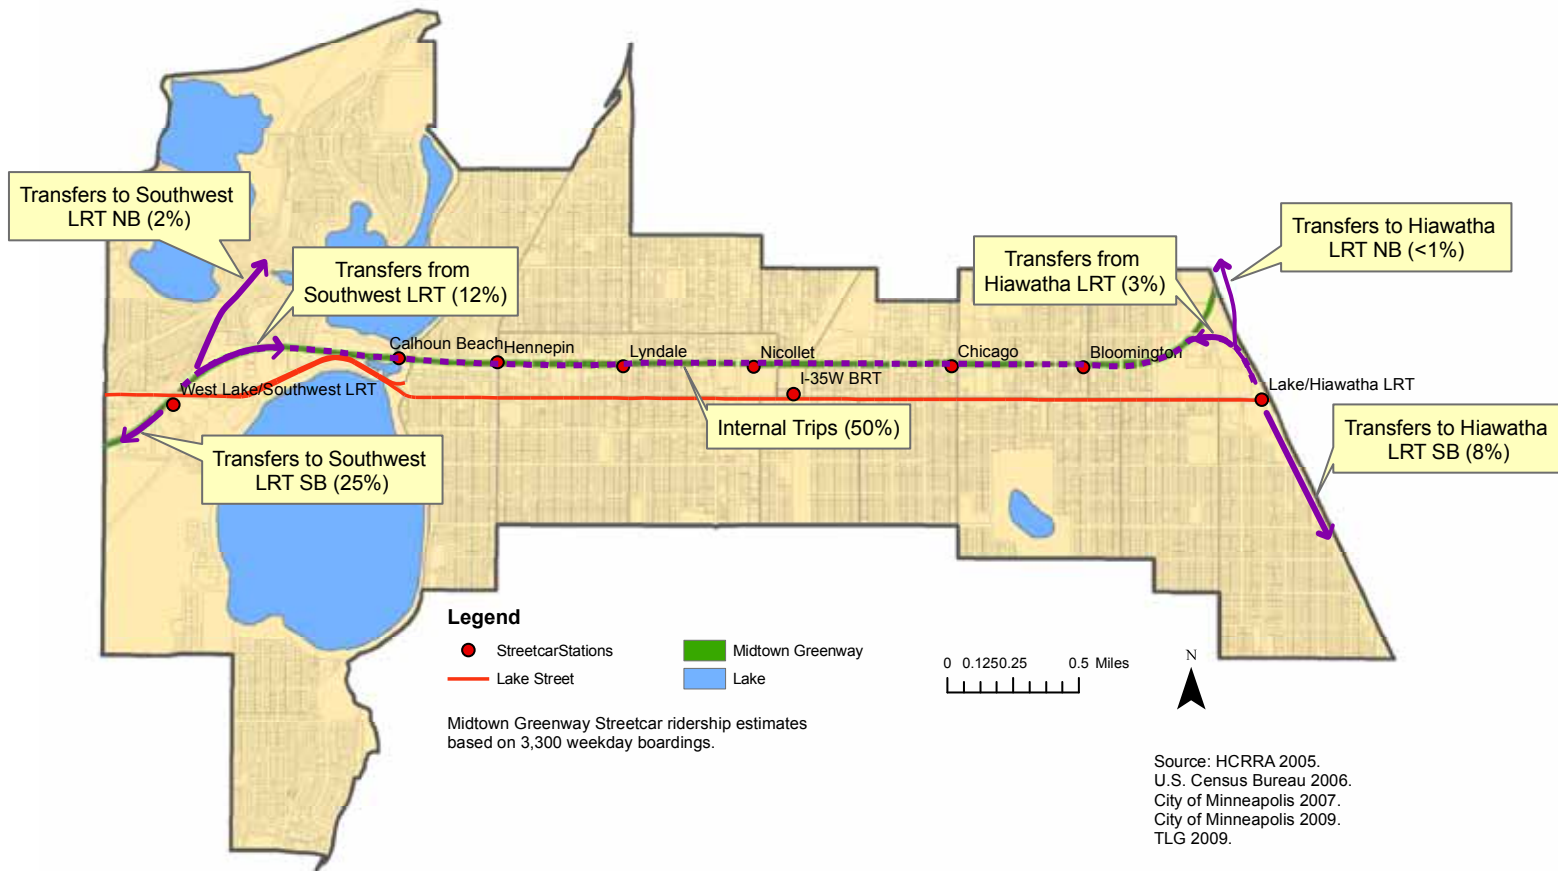 Transfers to Southwest
LRT NB (2%)
Transfers from
Southwest LRT (12%)
Transfers from
Hiawatha LRT (3%)
Transfers to Hiawatha
LRT NB (<1%)
Calhoun Beach
Hennepin
Lyndale
Nicollet
Chicago
Bloomington
I-35W BRT
West Lake/Southwest LRT
Lake/Hiawatha LRT
Internal Trips (50%)
Transfers to Southwest
LRT SB (25%)
Transfers to Hiawatha
LRT SB (8%)
Legend
StreetcarStations
Midtown Greenway
Lake Street
Lake
0 0.1250.25 0.5 Miles
N
Midtown Greenway Streetcar ridership estimates
based on 3,300 weekday boardings.
Source: HCRRA 2005.
U.S. Census Bureau 2006.
City of Minneapolis 2007.
City of Minneapolis 2009.
TLG 2009.